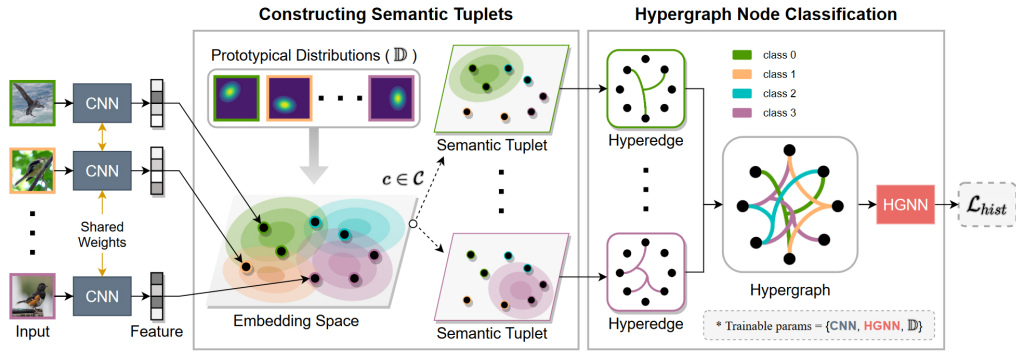 Constructing Semantic Tuplets
Hypergraph Node Classification
Prototypical Distributions ( 𝔻 )
class 0
class 1
class 2
class 3
CNN
CNN
Shared
Weights
CNN
Input
Feature
Embedding Space
c ∈ 𝒞
Semantic Tuplet
Semantic Tuplet
Hyperedge
Hyperedge
Hypergraph
HGNN
ℒhist
* Trainable params = {CNN, HGNN, 𝔻}